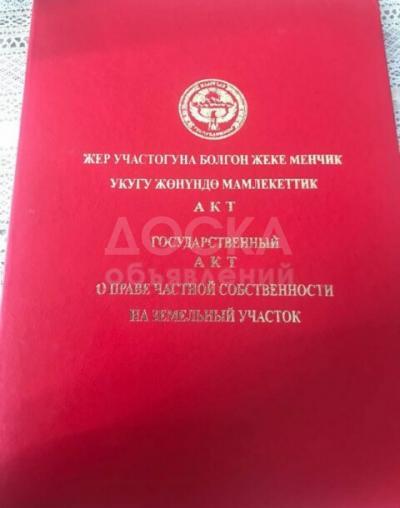 ЖЕР УЧАСТОГУНА БОЛГОН ЖЕКЕ МЕНЧИК
УКУГУ ЖӨНҮНДӨ МАМЛЕКЕТТИК
АКТ
ГОСУДАРСТВЕННЫЙ
АКТ
О ПРАВЕ ЧАСТНОЙ СОБСТВЕННОСТИ
НА ЗЕМЕЛЬНЫЙ УЧАСТОК
ДОСКА
объявлений